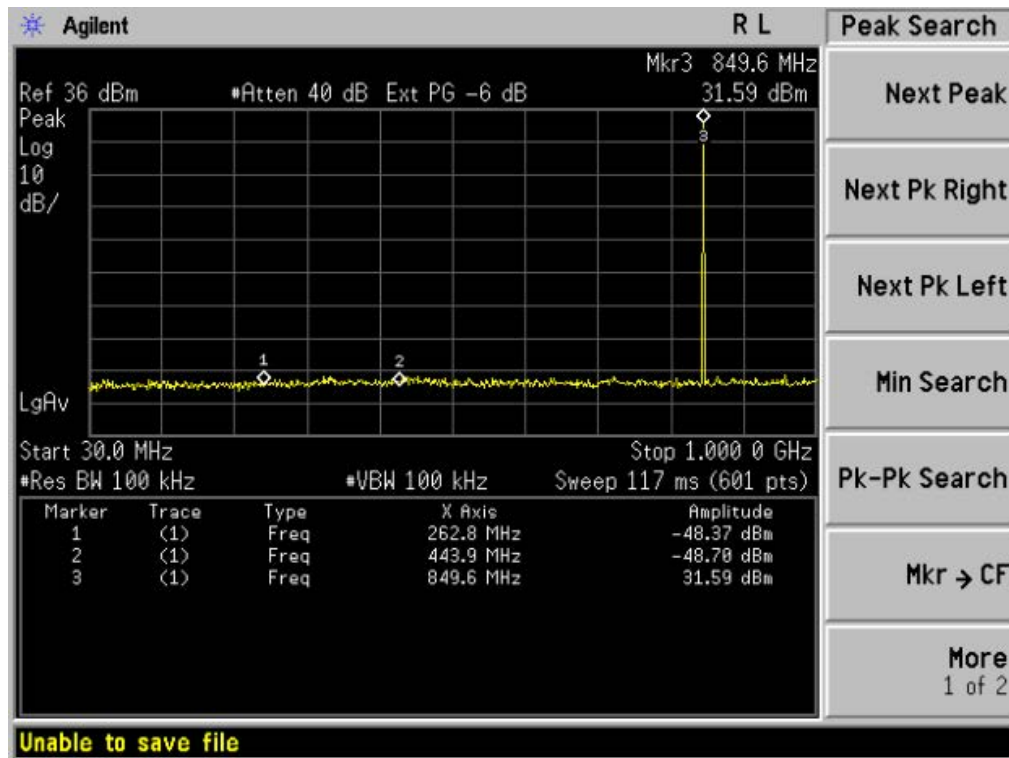 Agilent
R L
Peak Search
Mkr3 849.6 MHz
Ref 36 dBm #Atten 40 dB Ext PG -6 dB 31.59 dBm
Peak
Log
10
dB/
3
1 2
LgAv
Start 30.0 MHz Stop 1.000 0 GHz
#Res BW 100 kHz #VBW 100 kHz Sweep 117 ms (601 pts)
Marker Trace Type X Axis Amplitude
1 (1) Freq 262.8 MHz -48.37 dBm
2 (1) Freq 443.9 MHz -48.70 dBm
3 (1) Freq 849.6 MHz 31.59 dBm
Next Peak
Next Pk Right
Next Pk Left
Min Search
Pk-Pk Search
Mkr → CF
More
1 of 2
Unable to save file